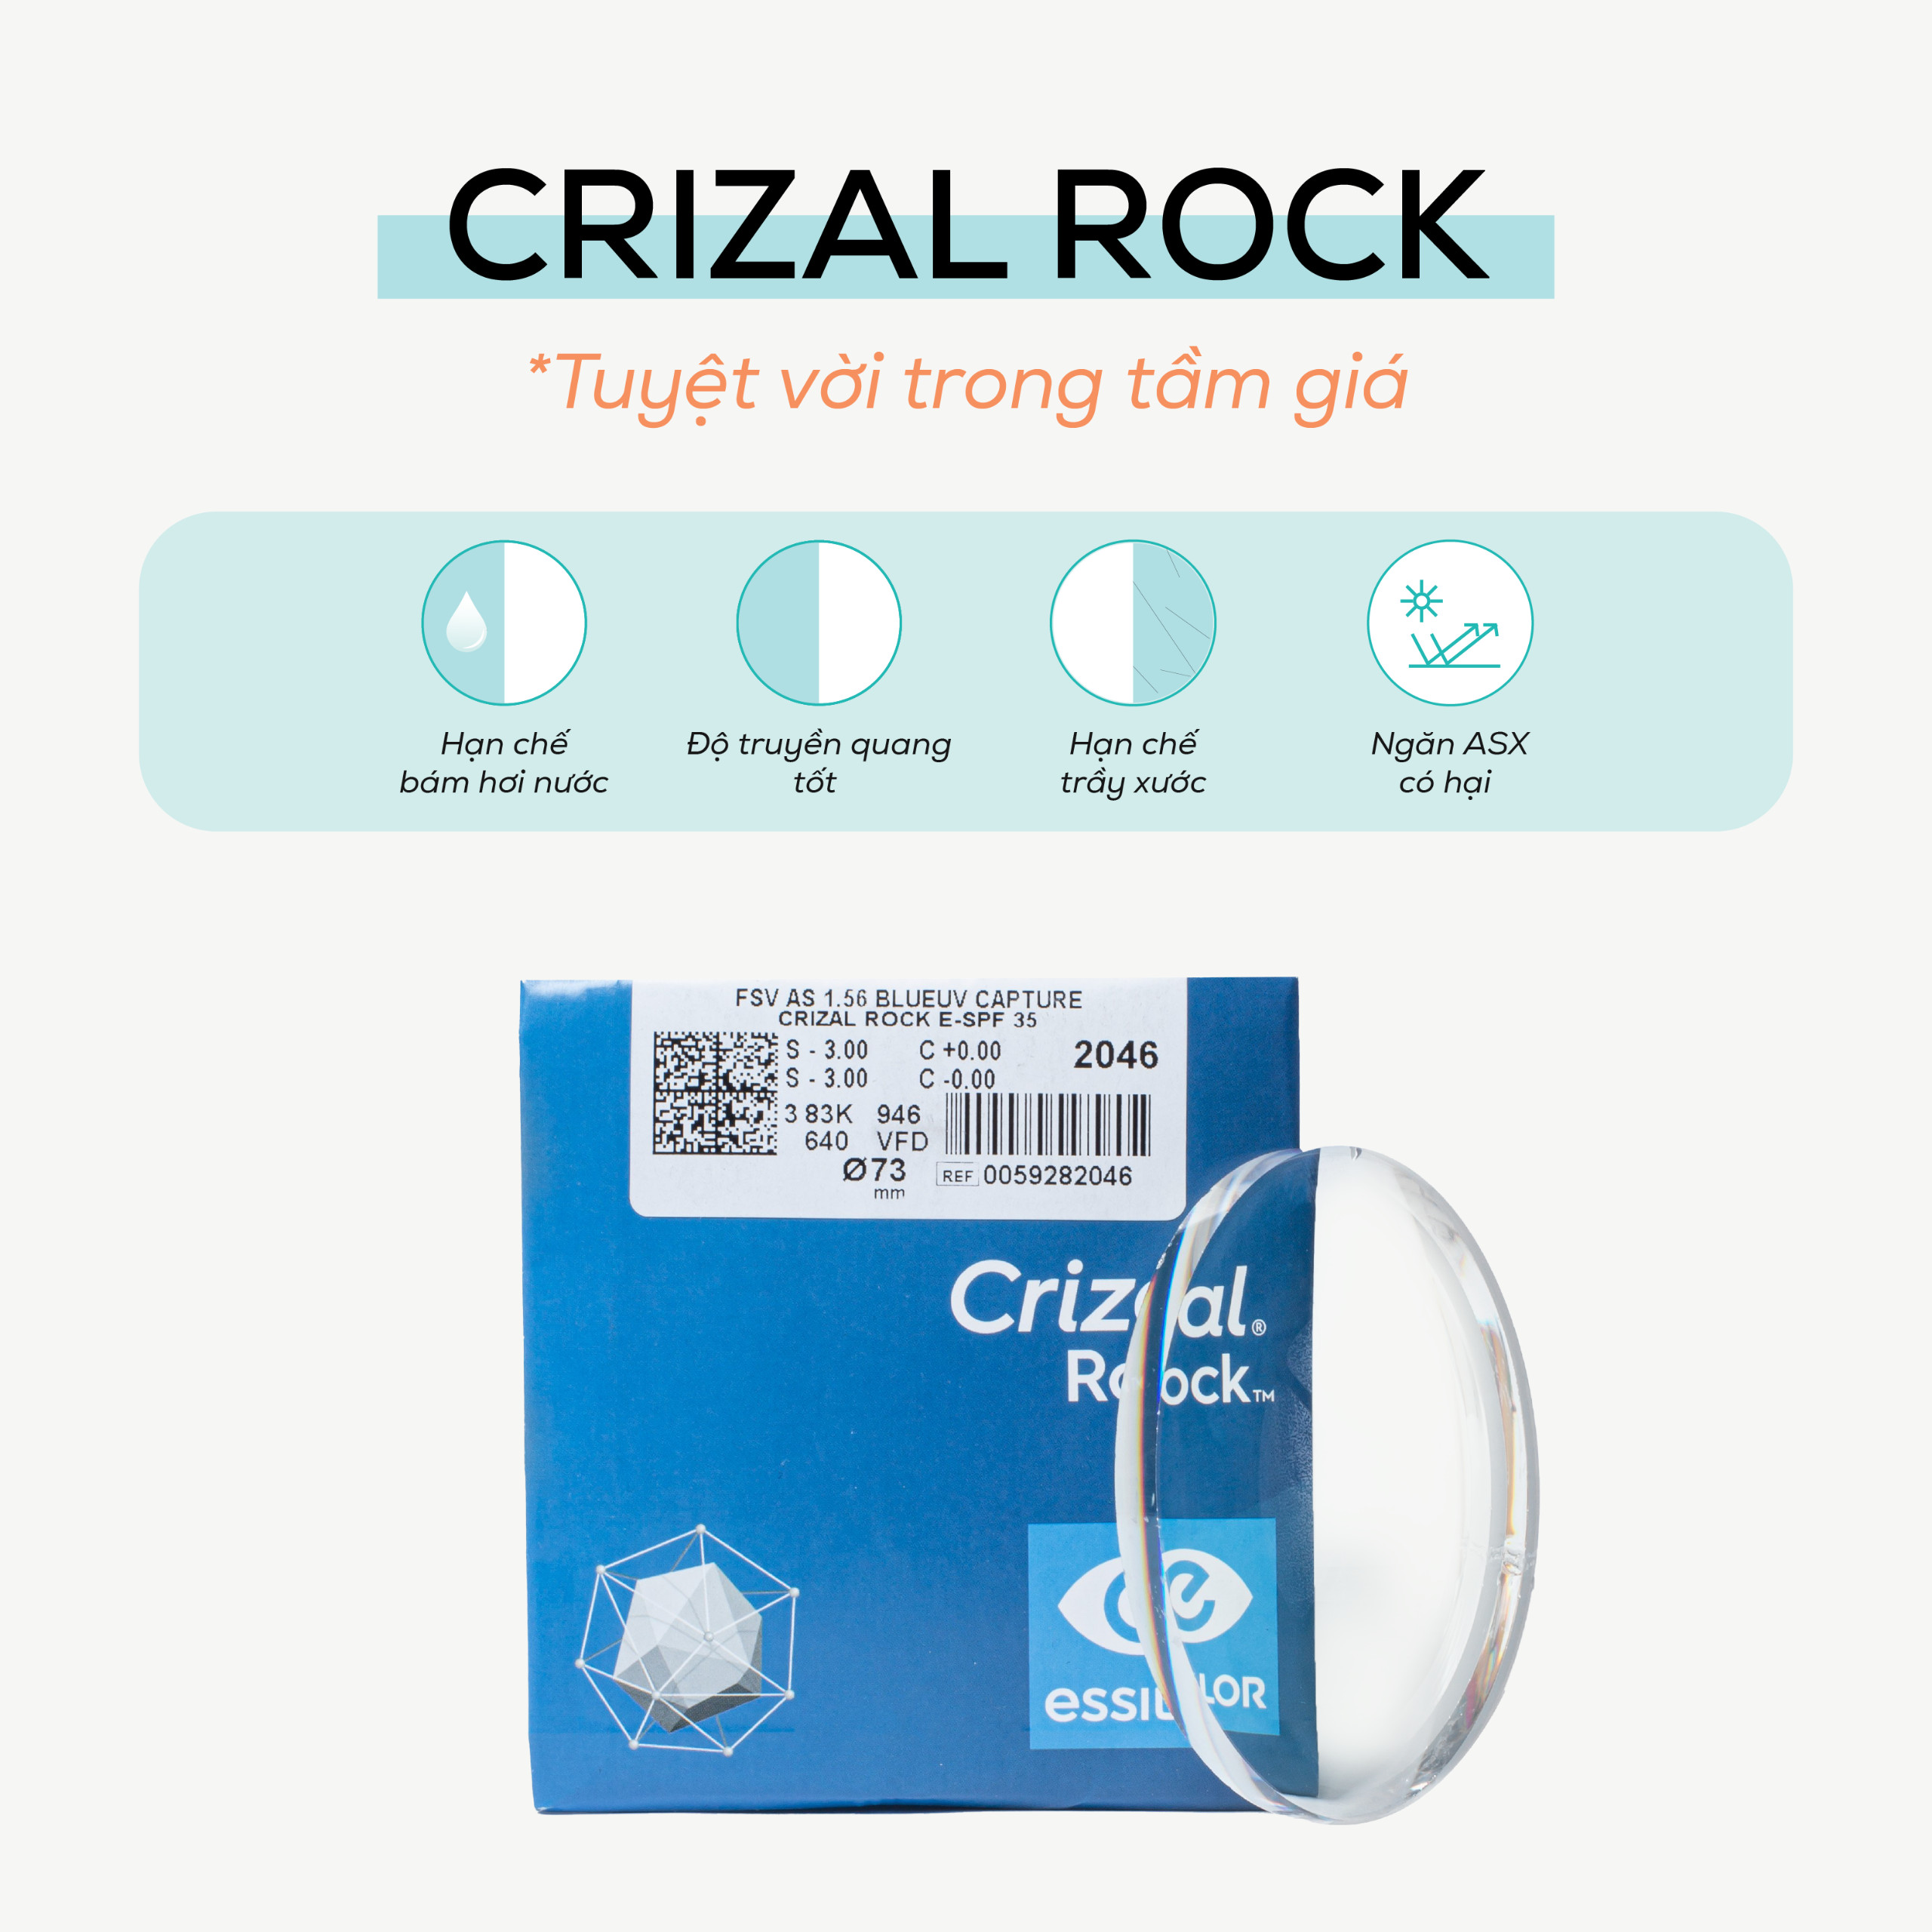 CRIZAL ROCK
*Tuyệt vời trong tầm giá
Hạn chế
bám hơi nước
Độ truyền quang
tốt
Hạn chế
trầy xước
Ngăn ASX
có hại
FSV AS 1.56 BLUEUV CAPTURE
CRIZAL ROCK E-SPF 35
S - 3.00 C +0.00 2046
S - 3.00 C -0.00
3 83K 946
640 VFD
Ø73
mm
REF 0059282046
Crizal®
Rock™
essilor